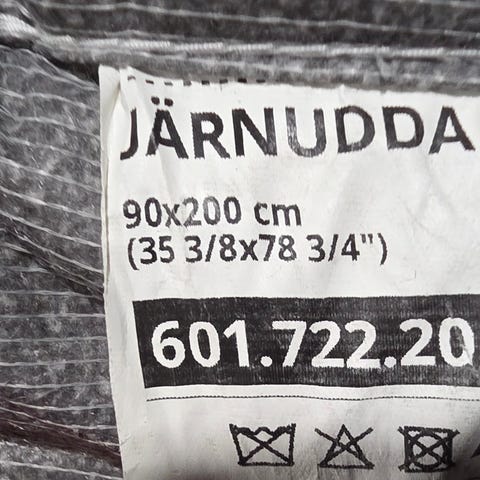 JÄRNUDDA
90x200 cm
(35 3/8x78 3/4")
601.722.20